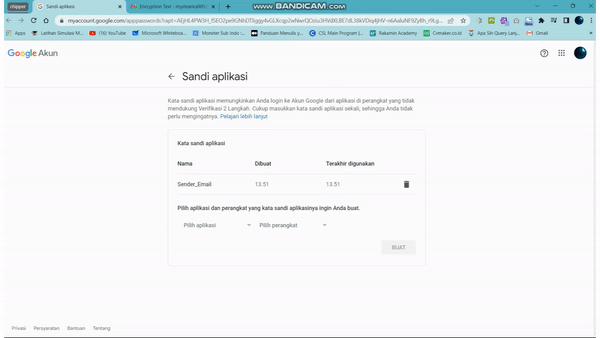 chipper
Sandi aplikasi
Encryption Text - mydearicaltifr
WWW.BANDICAM.COM
myaccount.google.com/apppasswords?rapt=
Apps
Latihan Simulasi M...
(16) YouTube
Microsoft Whiteboa...
Monster Sub Indo :...
Panduan Menulis y...
CSL Main Program (...
Rakamin Academy
Cvmaker.co.id
Apa Sih Query Lang...
Gmail
Google Akun
Sandi aplikasi
Kata sandi aplikasi memungkinkan Anda login ke Akun Google dari aplikasi di perangkat yang tidak
mendukung Verifikasi 2 Langkah. Cukup masukkan kata sandi aplikasi sekali, sehingga Anda tidak
perlu mengingatnya. Pelajari lebih lanjut
Kata sandi aplikasi
Nama Dibuat Terakhir digunakan
Sender_Email 13.51 13.51
Pilih aplikasi dan perangkat yang kata sandi aplikasinya ingin Anda buat.
Pilih aplikasi Pilih perangkat
BUAT
Privasi Persyaratan Bantuan Tentang